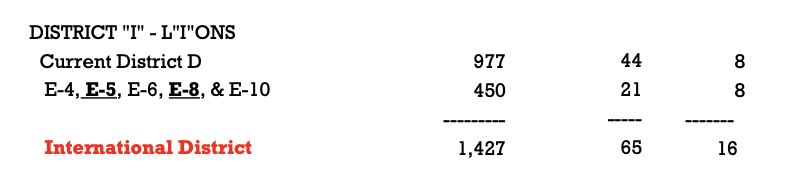 DISTRICT "I" - L"I"ONS
Current District D 977 44 8
E-4, E-5, E-6, E-8, & E-10 450 21 8
--------- ----- -------
International District 1,427 65 16